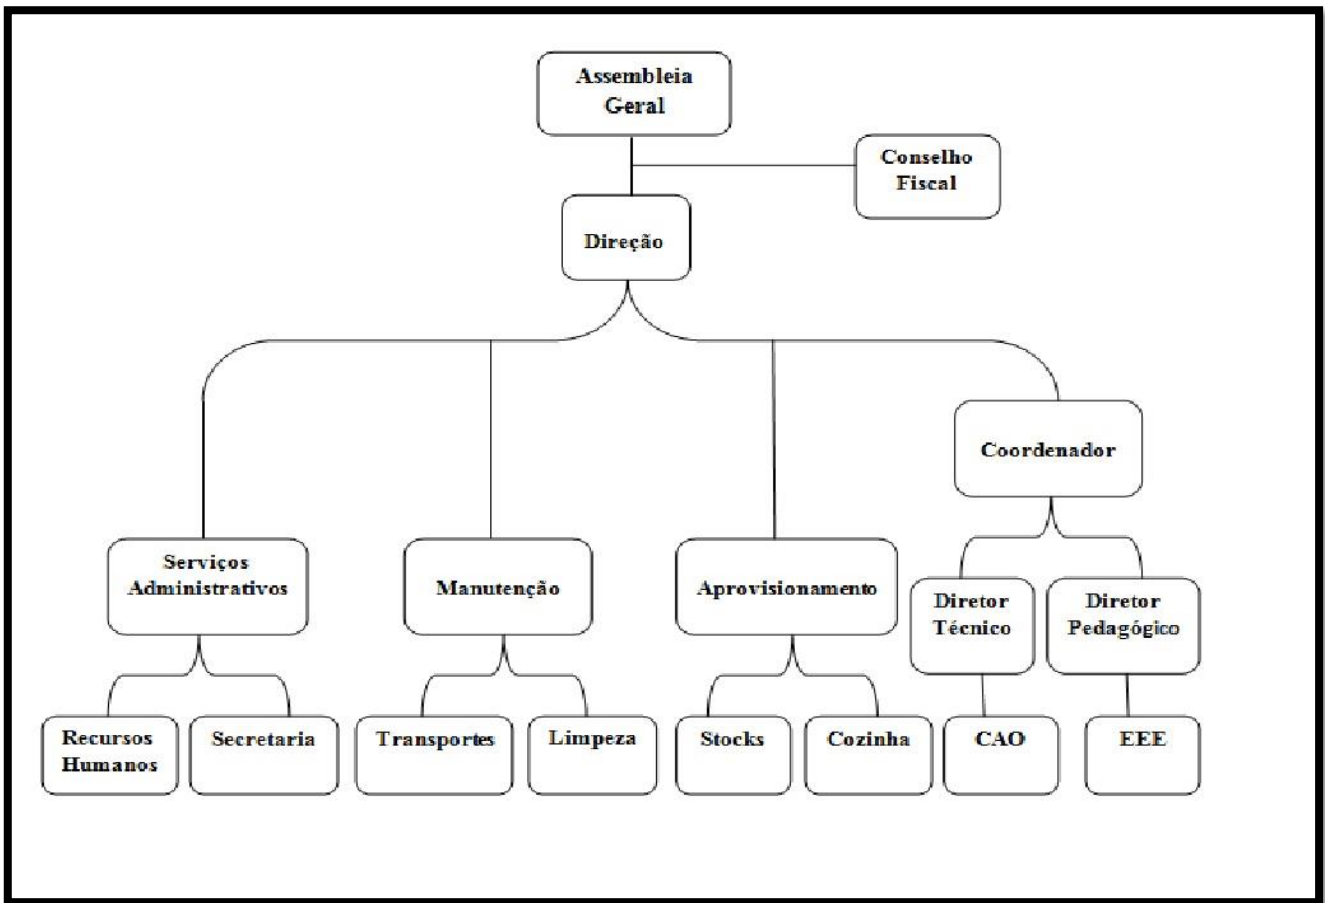 Assembleia
Geral
Conselho
Fiscal
Direção
Coordenador
Serviços
Administrativos
Manutenção
Aprovisionamento
Diretor
Técnico
Diretor
Pedagógico
Recursos
Humanos
Secretaria
Transportes
Limpeza
Stocks
Cozinha
CAO
EEE